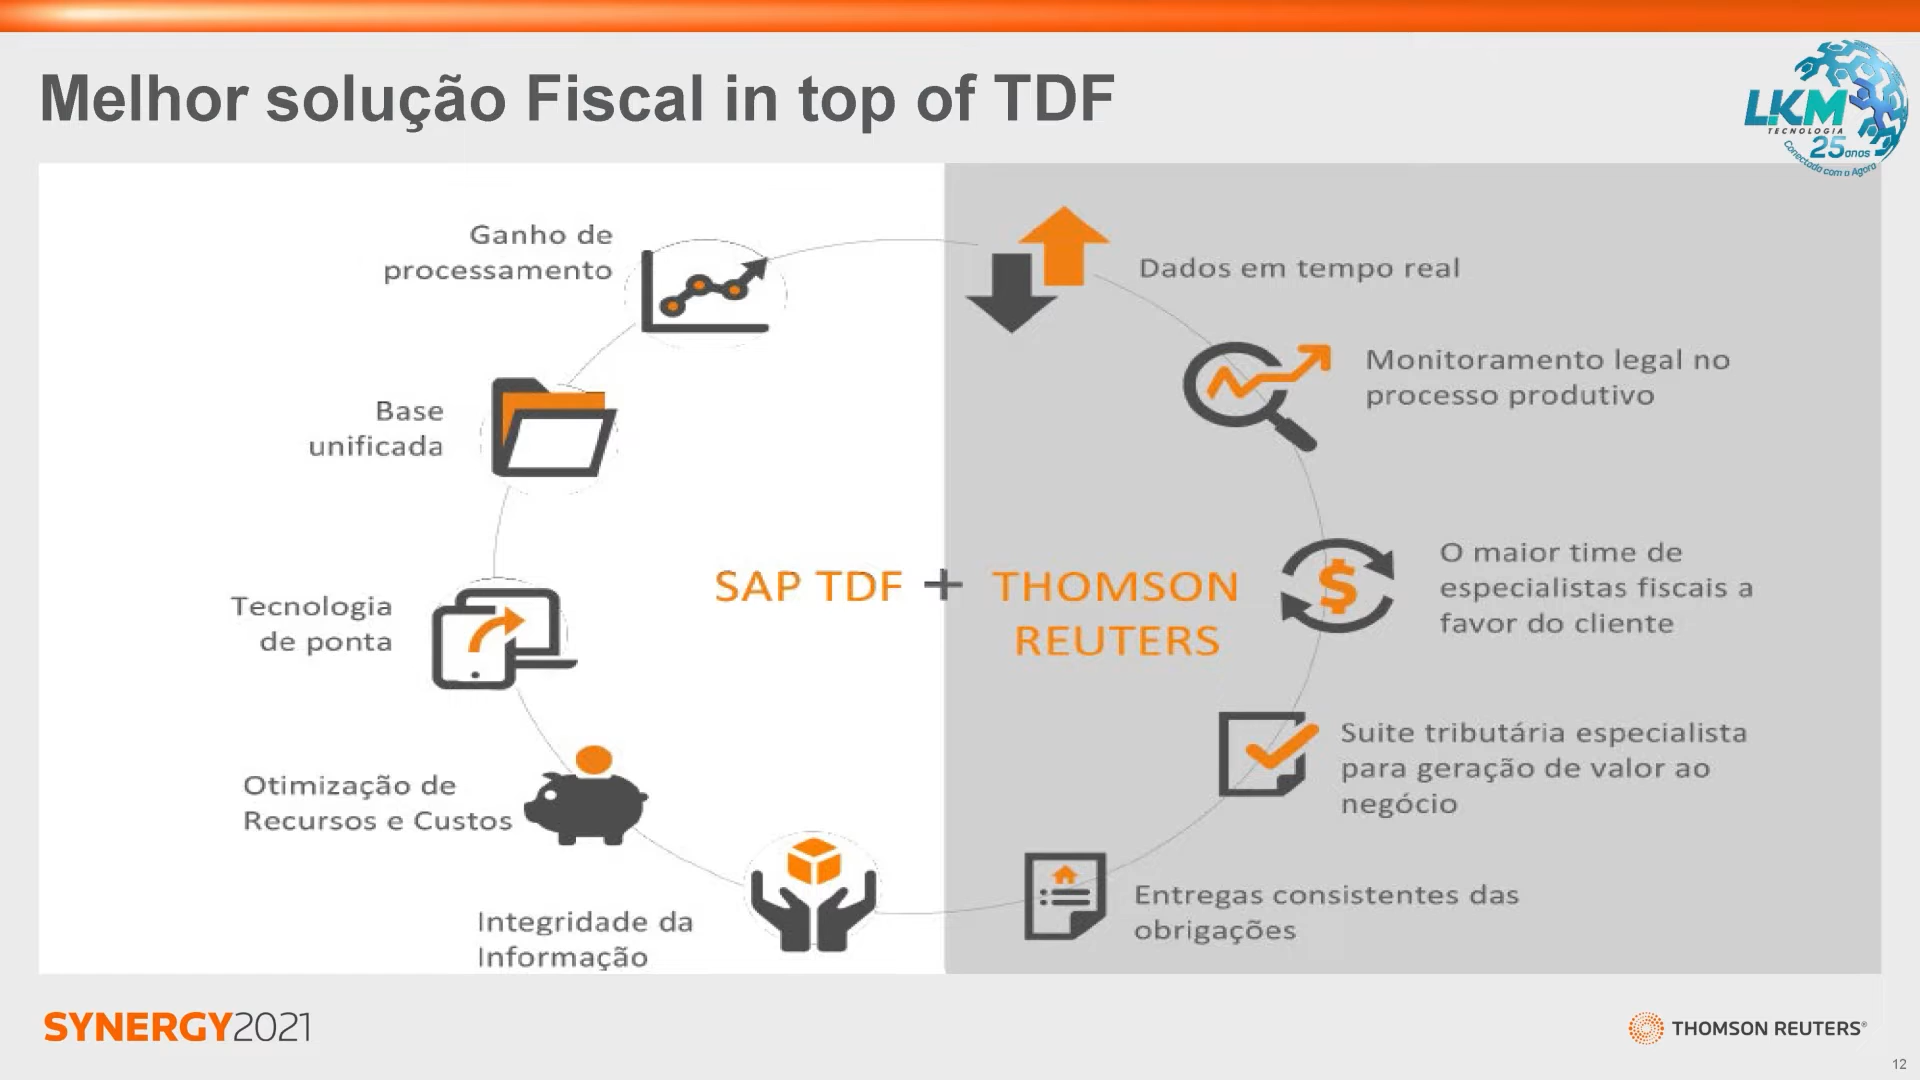 Melhor solução Fiscal in top of TDF
LKM
TECNOLOGIA
25 anos
Conectada com o Agora
Ganho de
processamento
Base
unificada
Tecnologia
de ponta
Otimização de
Recursos e Custos
Integridade da
Informação
SAP TDF + THOMSON
REUTERS
Dados em tempo real
Monitoramento legal no
processo produtivo
O maior time de
especialistas fiscais a
favor do cliente
Suite tributária especialista
para geração de valor ao
negócio
Entregas consistentes das
obrigações
SYNERGY2021
THOMSON REUTERS®
12